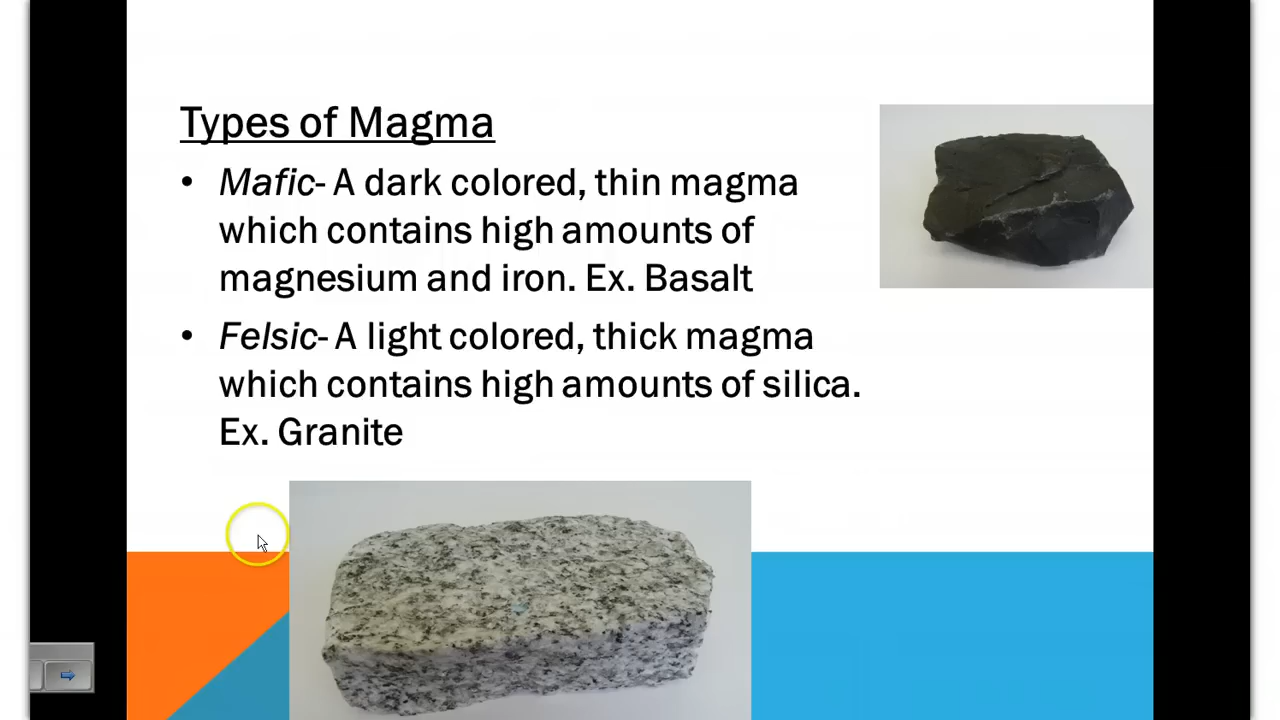 Types of Magma
• Mafic- A dark colored, thin magma
which contains high amounts of
magnesium and iron. Ex. Basalt
• Felsic- A light colored, thick magma
which contains high amounts of silica.
Ex. Granite